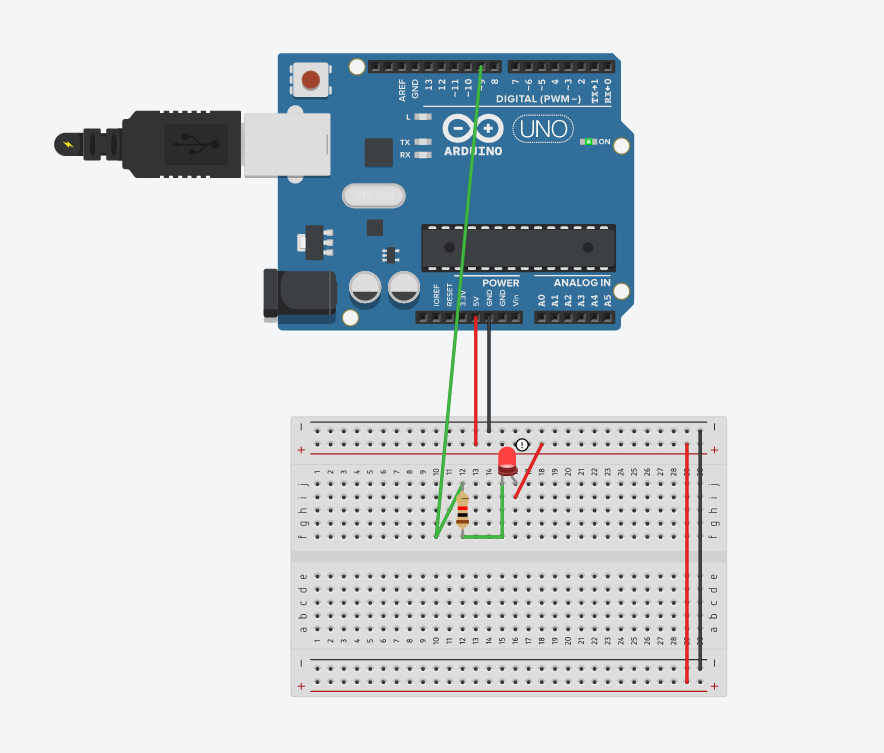 AREF
GND
13
12
~11
~10
~9
8
7
~6
~5
4
~3
2
TX→1
RX←0
DIGITAL (PWM~)
L
TX
RX
ARDUINO
UNO
ON
IOREF
RESET
3.3V
5V
GND
GND
Vin
POWER
ANALOG IN
A0
A1
A2
A3
A4
A5
− −
+ +
!
1 2 3 4 5 6 7 8 9 10 11 12 13 14 15 16 17 18 19 20 21 22 23 24 25 26 27 28
j j
i i
h h
g g
f f
e e
d d
c c
b b
a a
1 2 3 4 5 6 7 8 9 10 11 12 13 14 15 16 17 18 19 20 21 22 23 24 25 26 27 28
− −
+ +